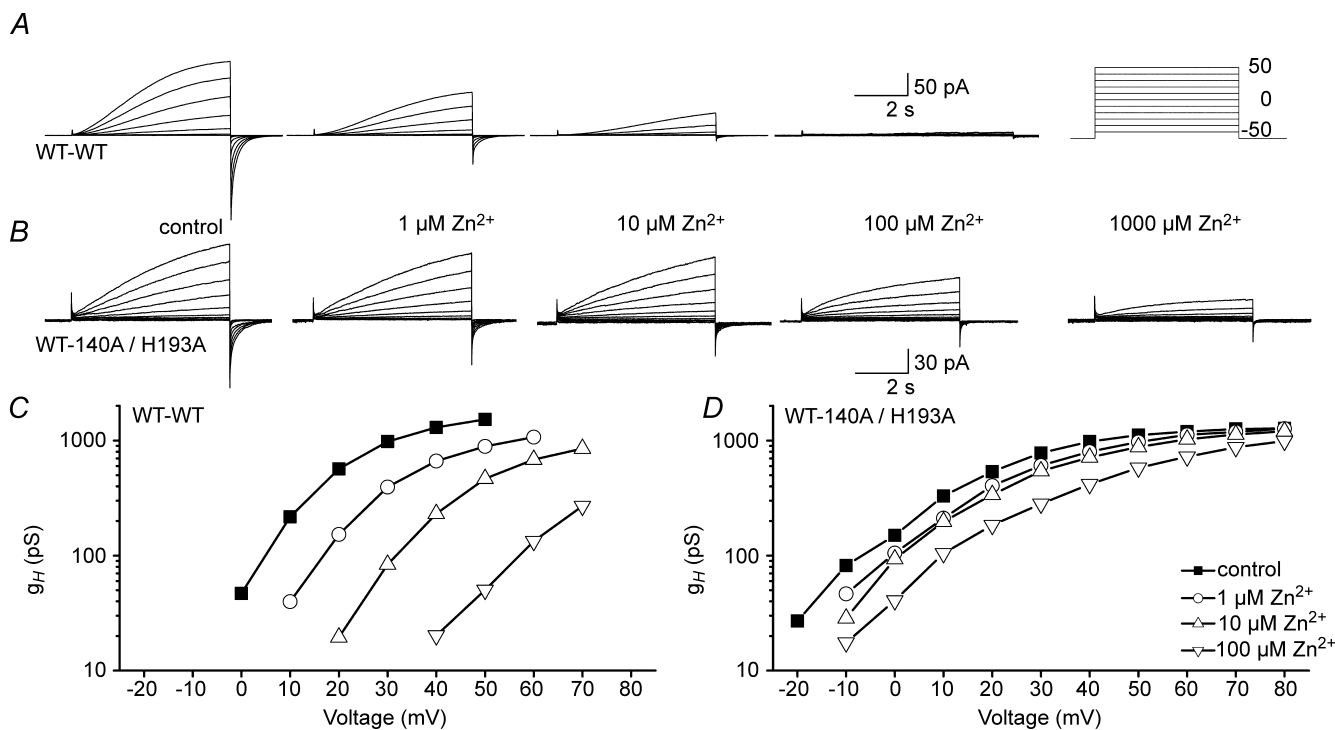 A
50 pA
2 s
50
0
-50
WT-WT
control
1 µM Zn2+
10 µM Zn2+
100 µM Zn2+
1000 µM Zn2+
B
WT-140A / H193A
30 pA
2 s
C
WT-WT
1000
100
10
gH (pS)
-20 -10 0 10 20 30 40 50 60 70 80
Voltage (mV)
D
WT-140A / H193A
1000
100
10
gH (pS)
control
1 µM Zn2+
10 µM Zn2+
100 µM Zn2+
-20 -10 0 10 20 30 40 50 60 70 80
Voltage (mV)